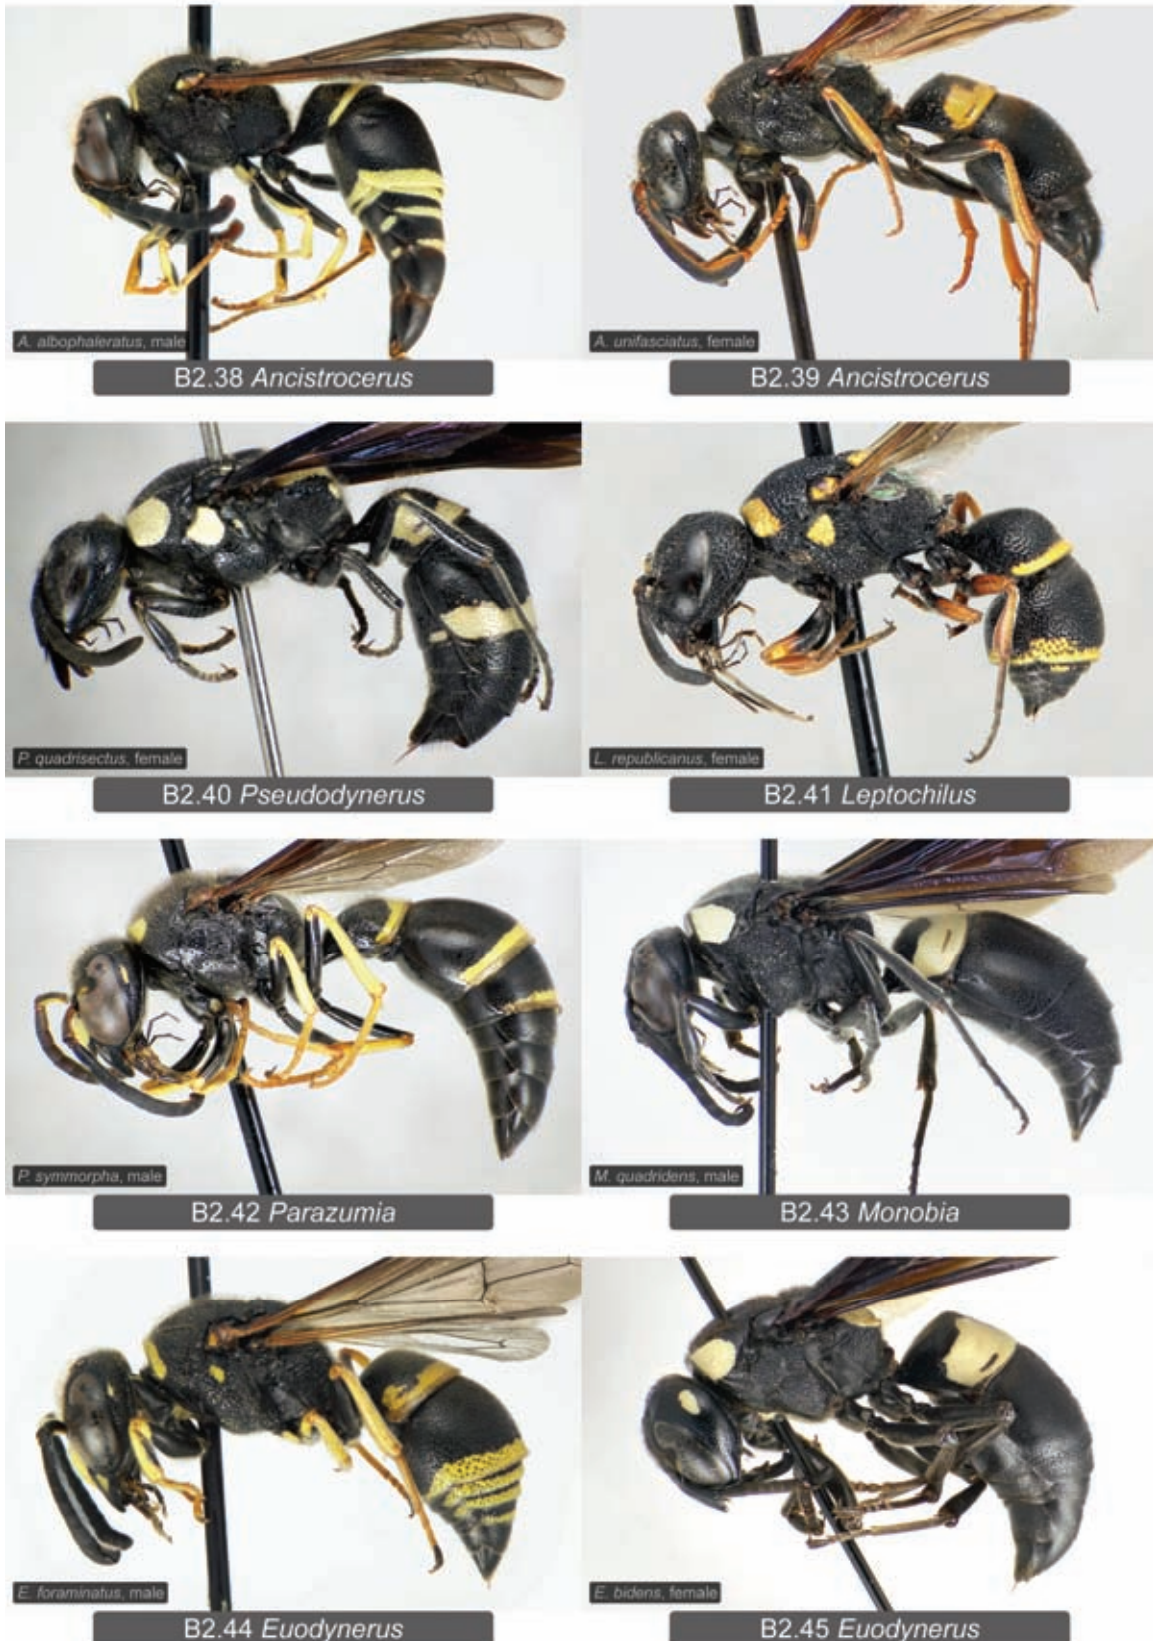 A. albophaleratus, male
A. unifasciatus, female
B2.38 Ancistrocerus
B2.39 Ancistrocerus
P. quadrisectus, female
L. republicanus, female
B2.40 Pseudodynerus
B2.41 Leptochilus
P. symmorpha, male
M. quadridens, male
B2.42 Parazumia
B2.43 Monobia
E. foraminatus, male
E. bidens, female
B2.44 Euodynerus
B2.45 Euodynerus